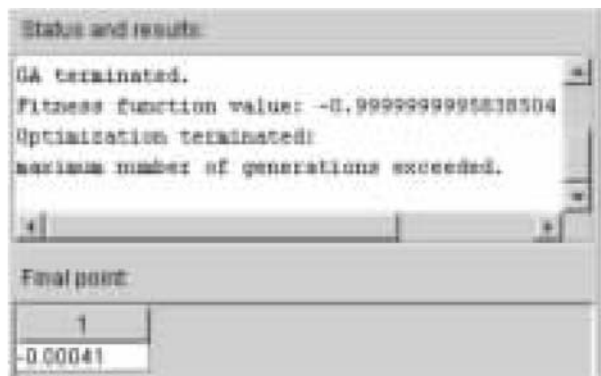 Status and results:
GA terminated.
Fitness function value: -0.9999999995838504
Optimization terminated:
maximum number of generations exceeded.
Final point:
1
-0.00041